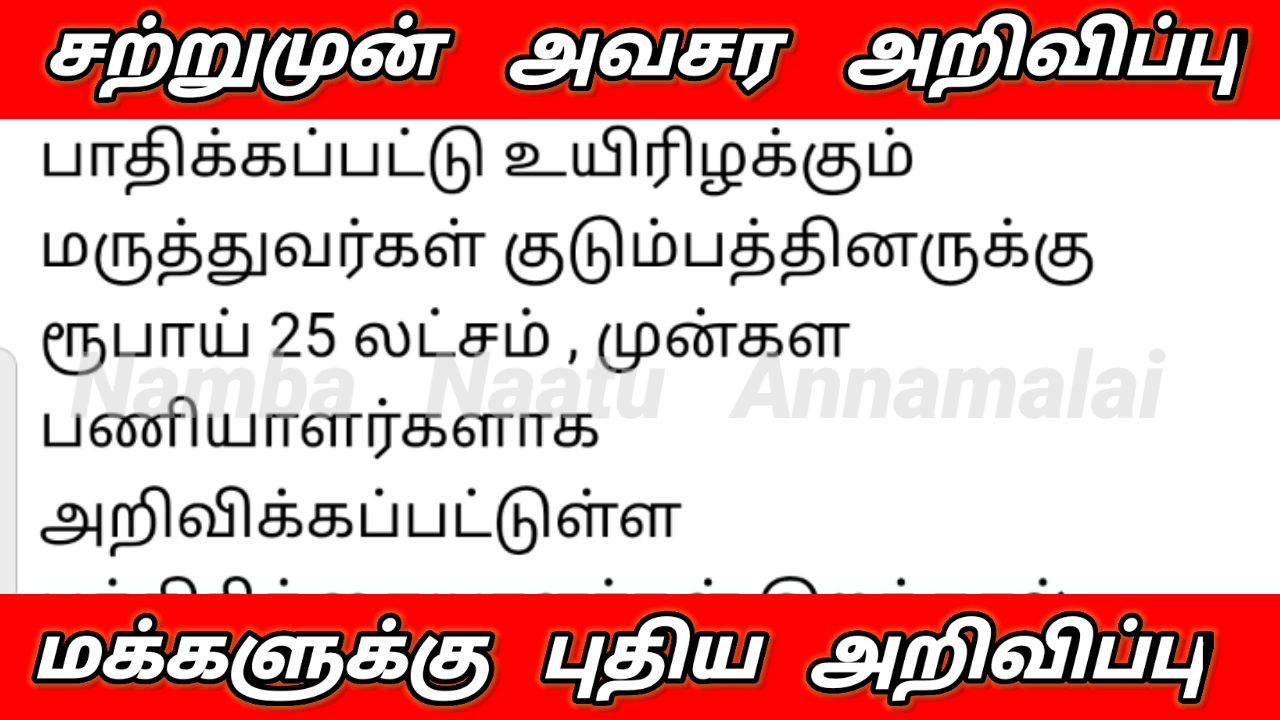 சற்றுமுன் அவசர அறிவிப்பு
பாதிக்கப்பட்டு உயிரிழக்கும்
மருத்துவர்கள் குடும்பத்தினருக்கு
ரூபாய் 25 லட்சம் , முன்கள
Namba Naatu Annamalai
பணியாளர்களாக
அறிவிக்கப்பட்டுள்ள
மக்களுக்கு புதிய அறிவிப்பு